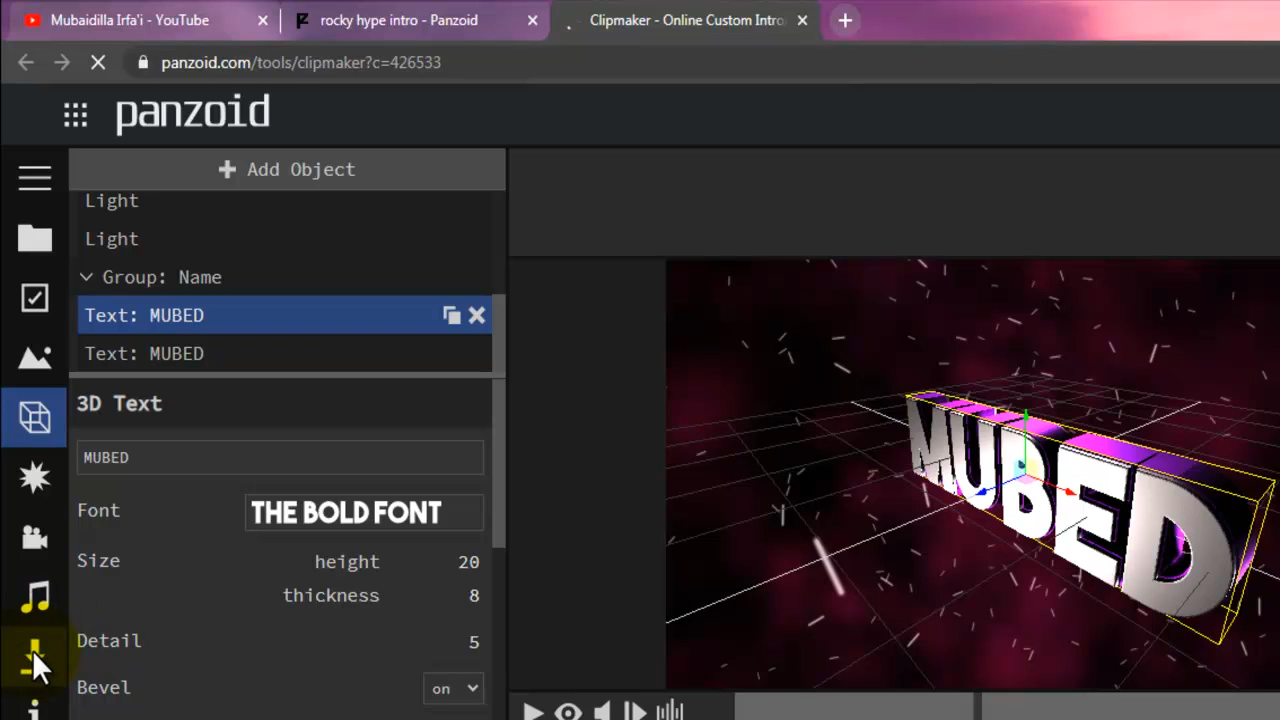 Mubaidilla Irfa'i - YouTube
rocky hype intro - Panzoid
Clipmaker - Online Custom Intro
panzoid.com/tools/clipmaker?c=426533
panzoid
Add Object
Light
Light
Group: Name
Text: MUBED
Text: MUBED
3D Text
MUBED
Font THE BOLD FONT
Size height 20
thickness 8
Detail 5
Bevel on
MUBED